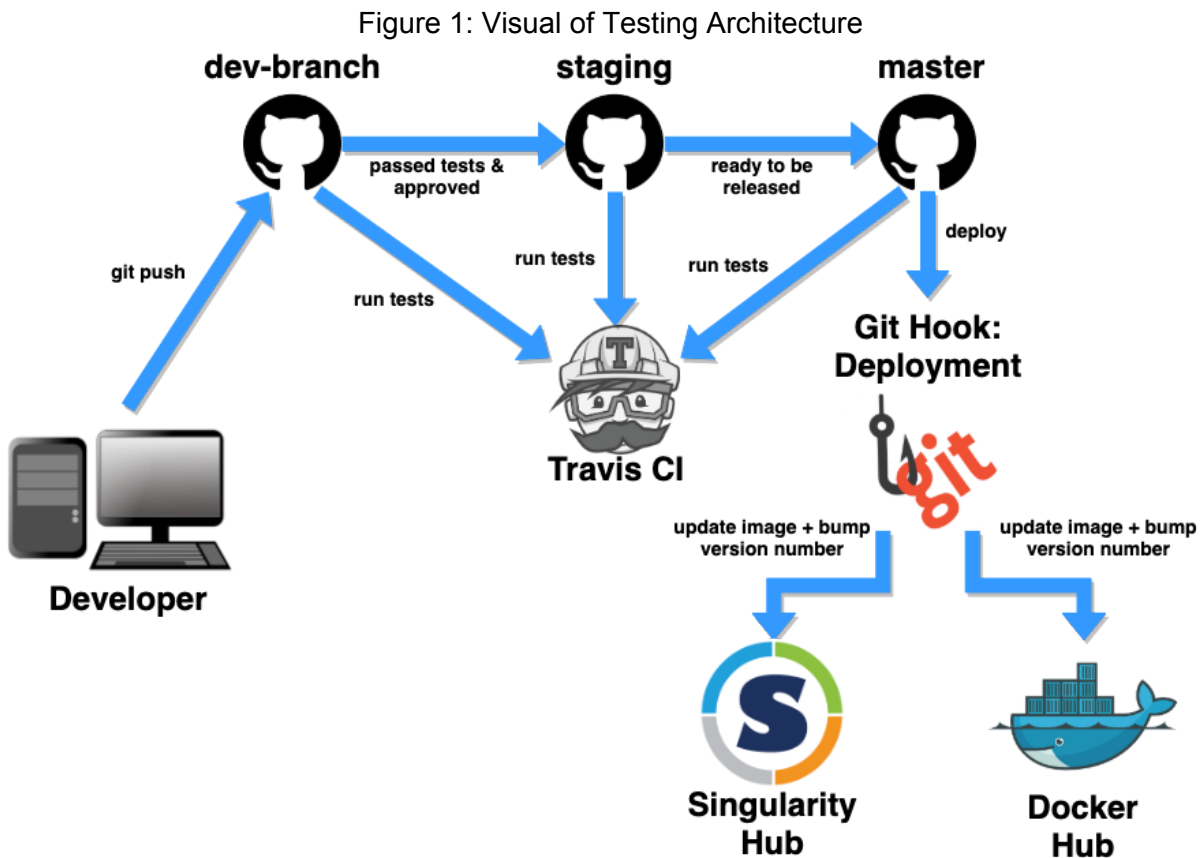 Figure 1: Visual of Testing Architecture
dev-branch
staging
master
passed tests &
approved
ready to be
released
git push
run tests
run tests
run tests
deploy
Git Hook:
Deployment
T
Travis CI
git
Developer
update image + bump
version number
update image + bump
version number
S
Singularity
Hub
Docker
Hub